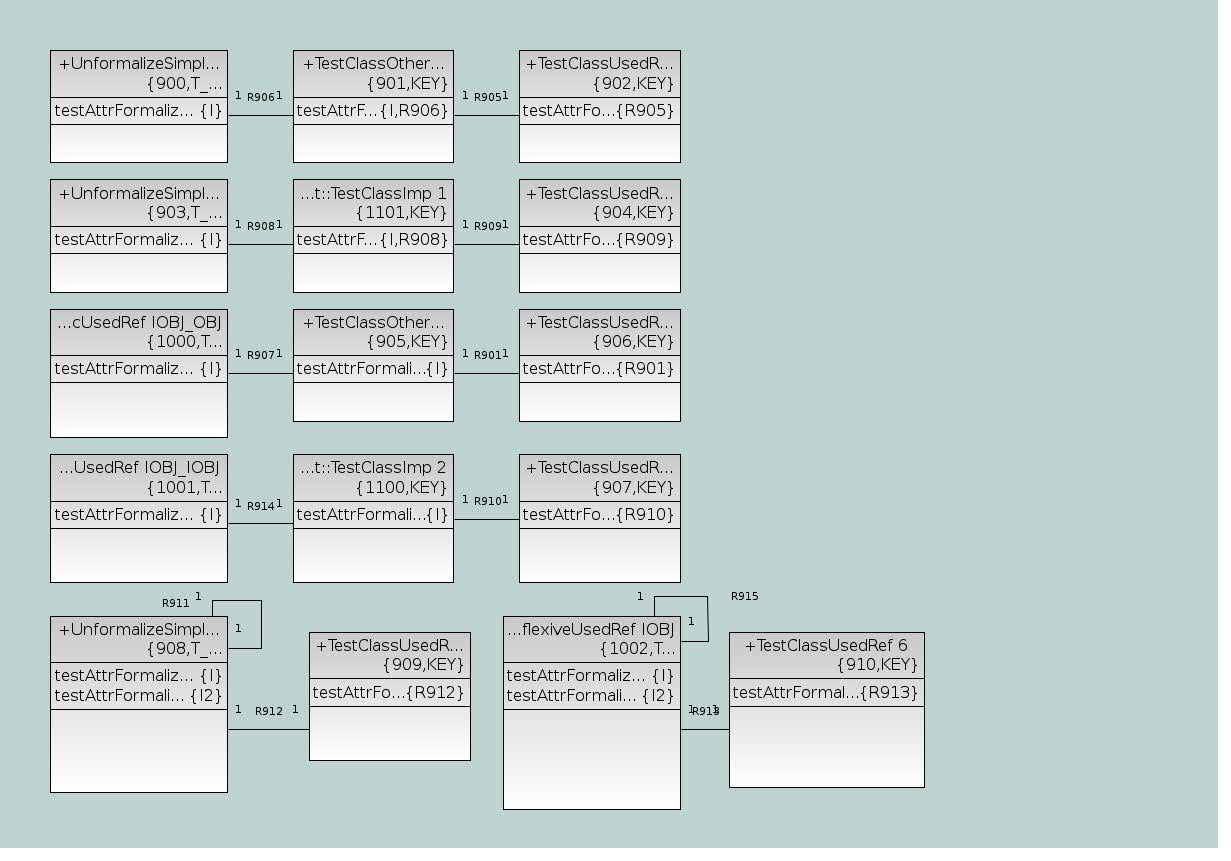 +UnformalizeSimpl...
{900,T_...
testAttrFormaliz... {I}
1 R906 1
+TestClassOther...
{901,KEY}
testAttrF...{I,R906}
1 R905 1
+TestClassUsedR...
{902,KEY}
testAttrFo...{R905}
+UnformalizeSimpl...
{903,T_...
testAttrFormaliz... {I}
1 R908 1
...t::TestClassImp 1
{1101,KEY}
testAttrF...{I,R908}
1 R909 1
+TestClassUsedR...
{904,KEY}
testAttrFo...{R909}
...cUsedRef IOBJ_OBJ
{1000,T...
testAttrFormaliz... {I}
1 R907 1
+TestClassOther...
{905,KEY}
testAttrFormali...{I}
1 R901 1
+TestClassUsedR...
{906,KEY}
testAttrFo...{R901}
...UsedRef IOBJ_IOBJ
{1001,T...
testAttrFormaliz... {I}
1 R914 1
...t::TestClassImp 2
{1100,KEY}
testAttrFormali...{I}
1 R910 1
+TestClassUsedR...
{907,KEY}
testAttrFo...{R910}
R911 1
1
+UnformalizeSimpl...
{908,T_...
testAttrFormaliz... {I}
testAttrFormali... {I2}
1 R912 1
+TestClassUsedR...
{909,KEY}
testAttrFo...{R912}
1 R915
1
...flexiveUsedRef IOBJ
{1002,T...
testAttrFormaliz... {I}
testAttrFormali... {I2}
1 R913 1
+TestClassUsedRef 6
{910,KEY}
testAttrFormal...{R913}